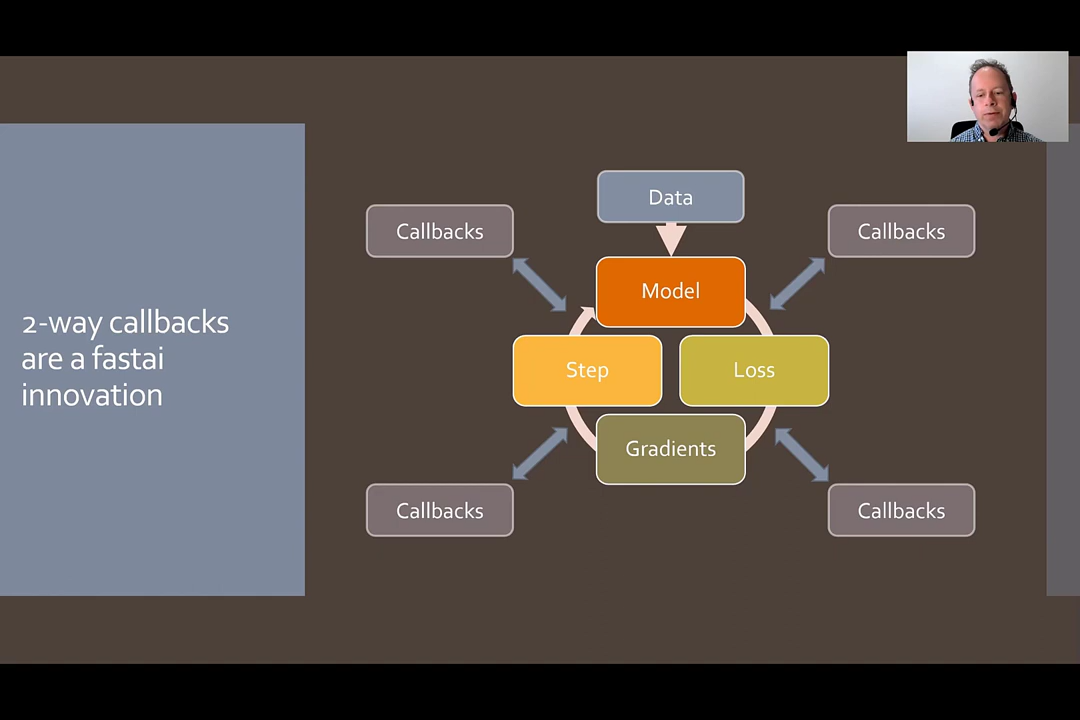 2-way callbacks
are a fastai
innovation
Data
Callbacks
Callbacks
Model
Step
Loss
Gradients
Callbacks
Callbacks